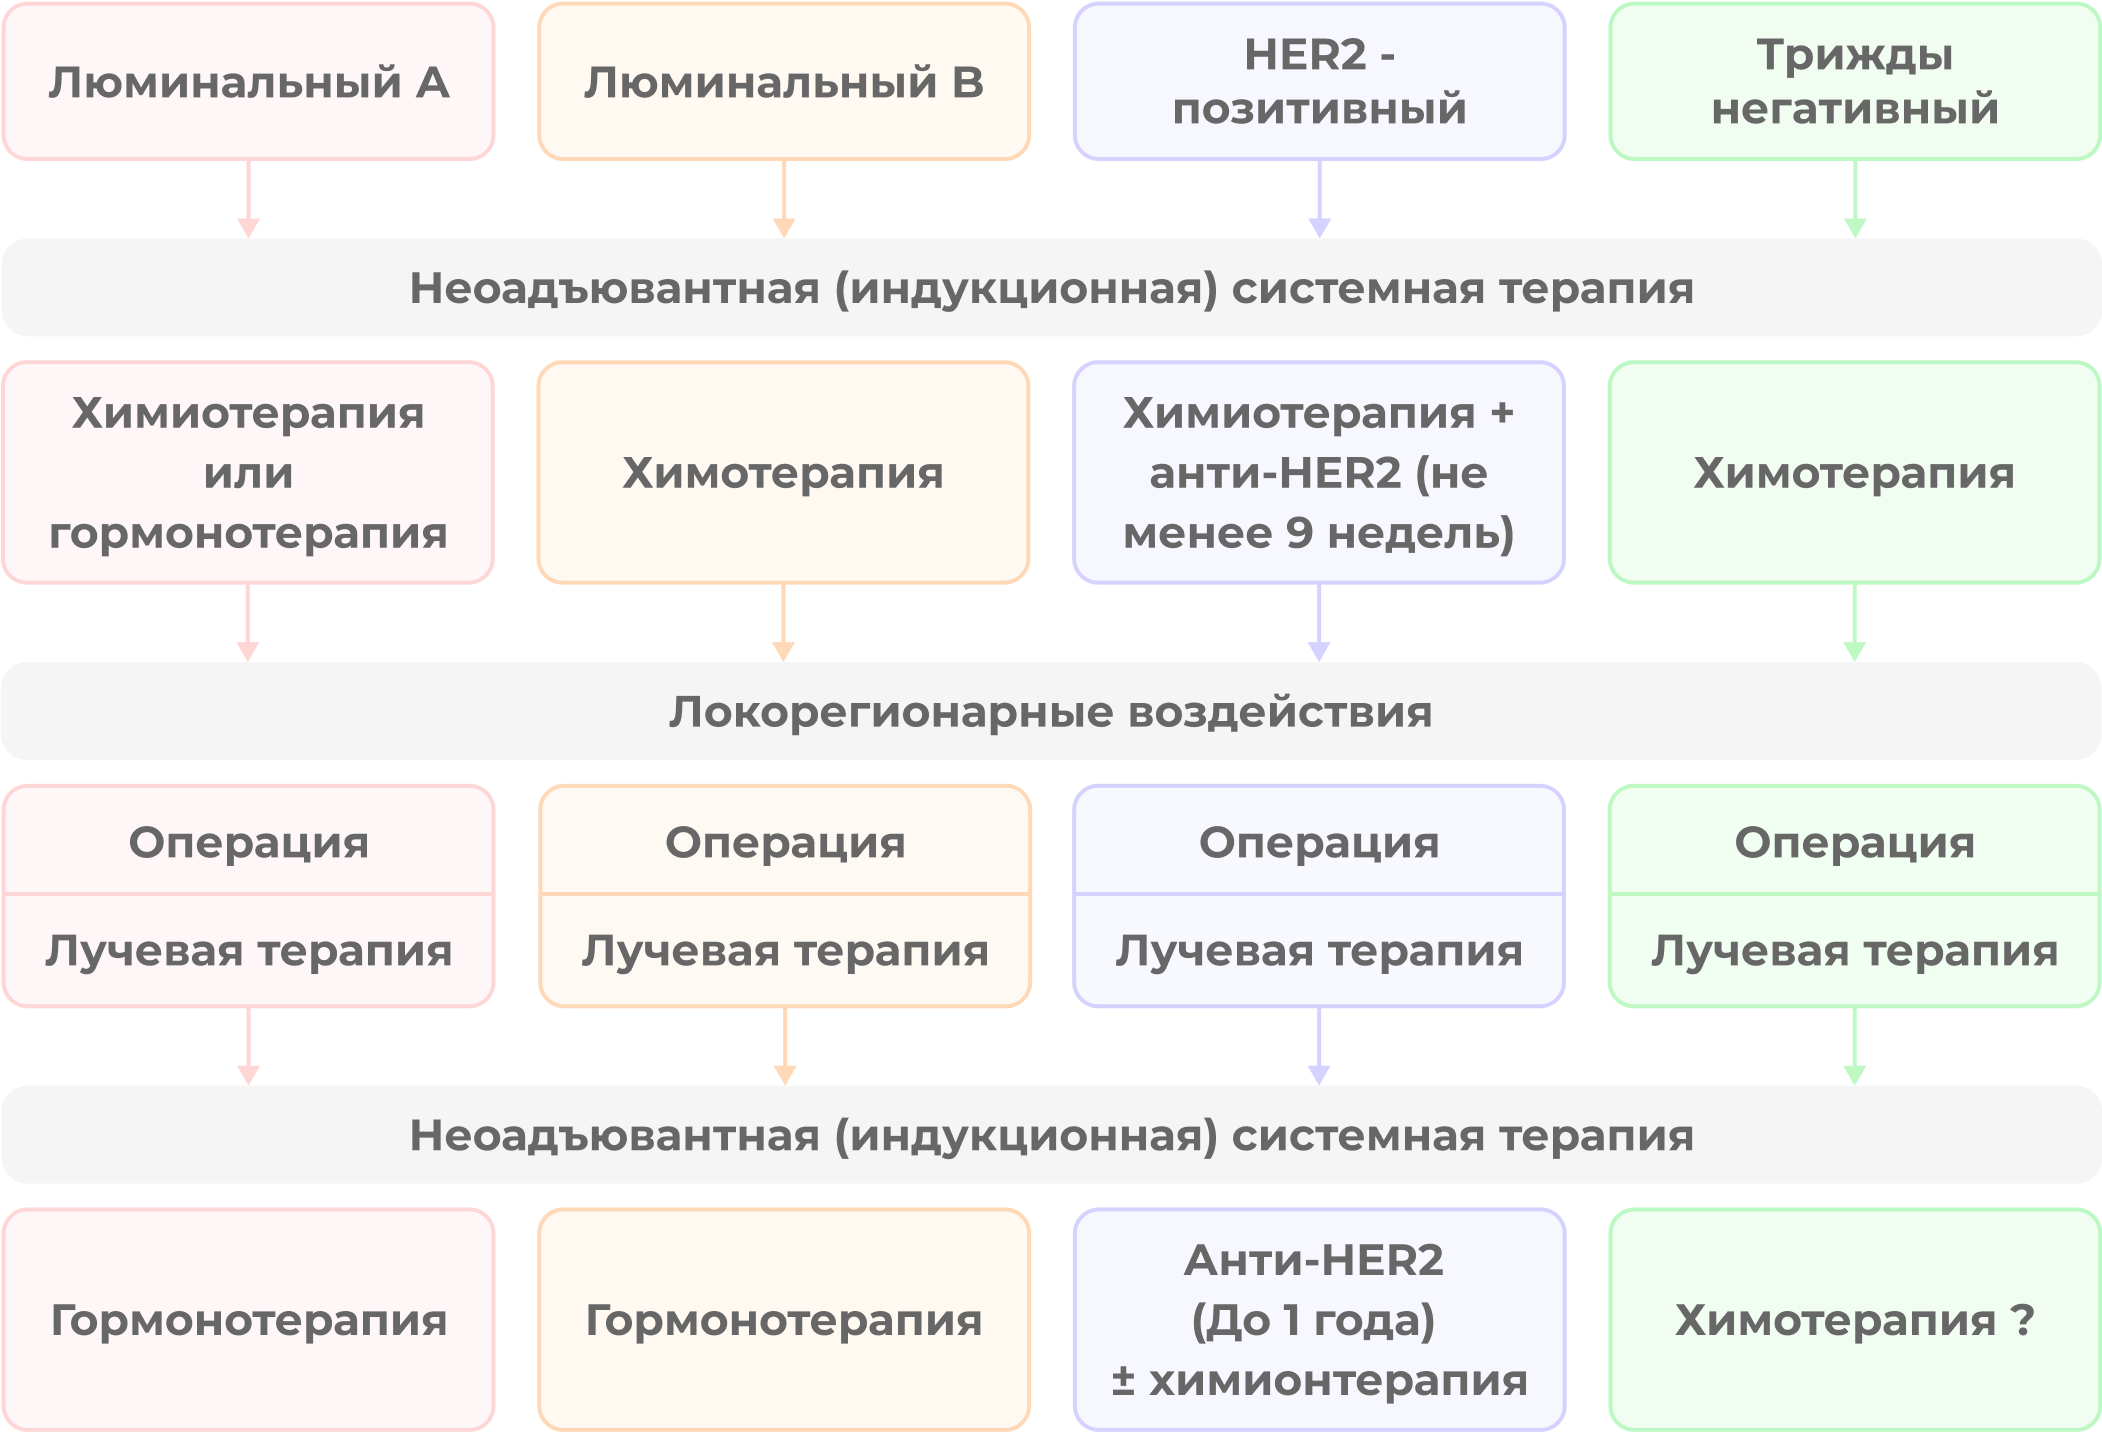 Люминальный А
Люминальный В
HER2 -
позитивный
Трижды
негативный
Неоадъювантная (индукционная) системная терапия
Химиотерапия
или
гормонотерапия
Химотерапия
Химиотерапия +
анти-HER2 (не
менее 9 недель)
Химотерапия
Локорегионарные воздействия
Операция
Лучевая терапия
Операция
Лучевая терапия
Операция
Лучевая терапия
Операция
Лучевая терапия
Неоадъювантная (индукционная) системная терапия
Гормонотерапия
Гормонотерапия
Анти-HER2
(До 1 года)
± химионтерапия
Химотерапия ?